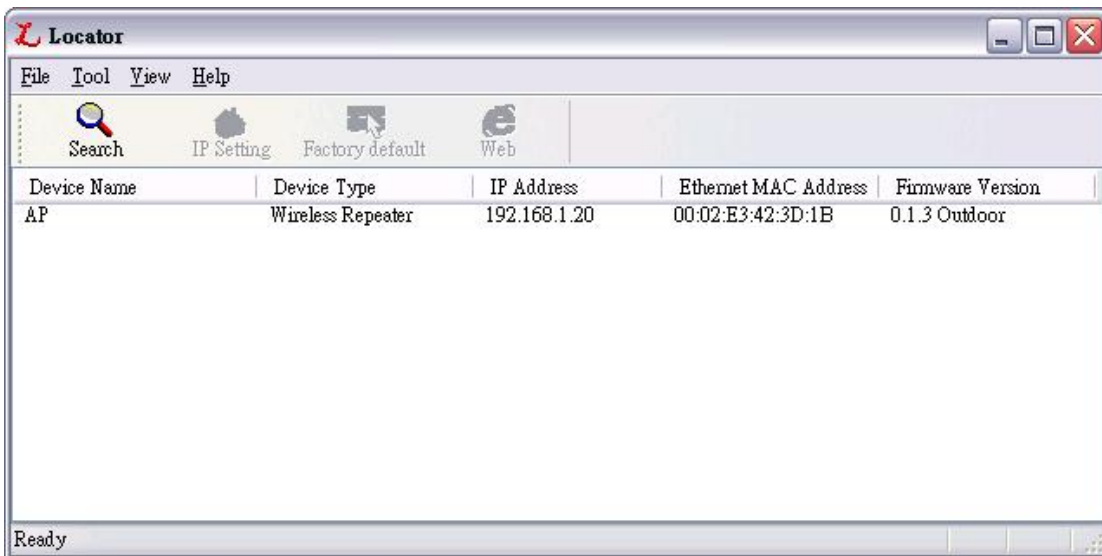 Locator
File Tool View Help
Search IP Setting Factory default Web
Device Name Device Type IP Address Ethernet MAC Address Firmware Version
AP Wireless Repeater 192.168.1.20 00:02:E3:42:3D:1B 0.1.3 Outdoor
Ready